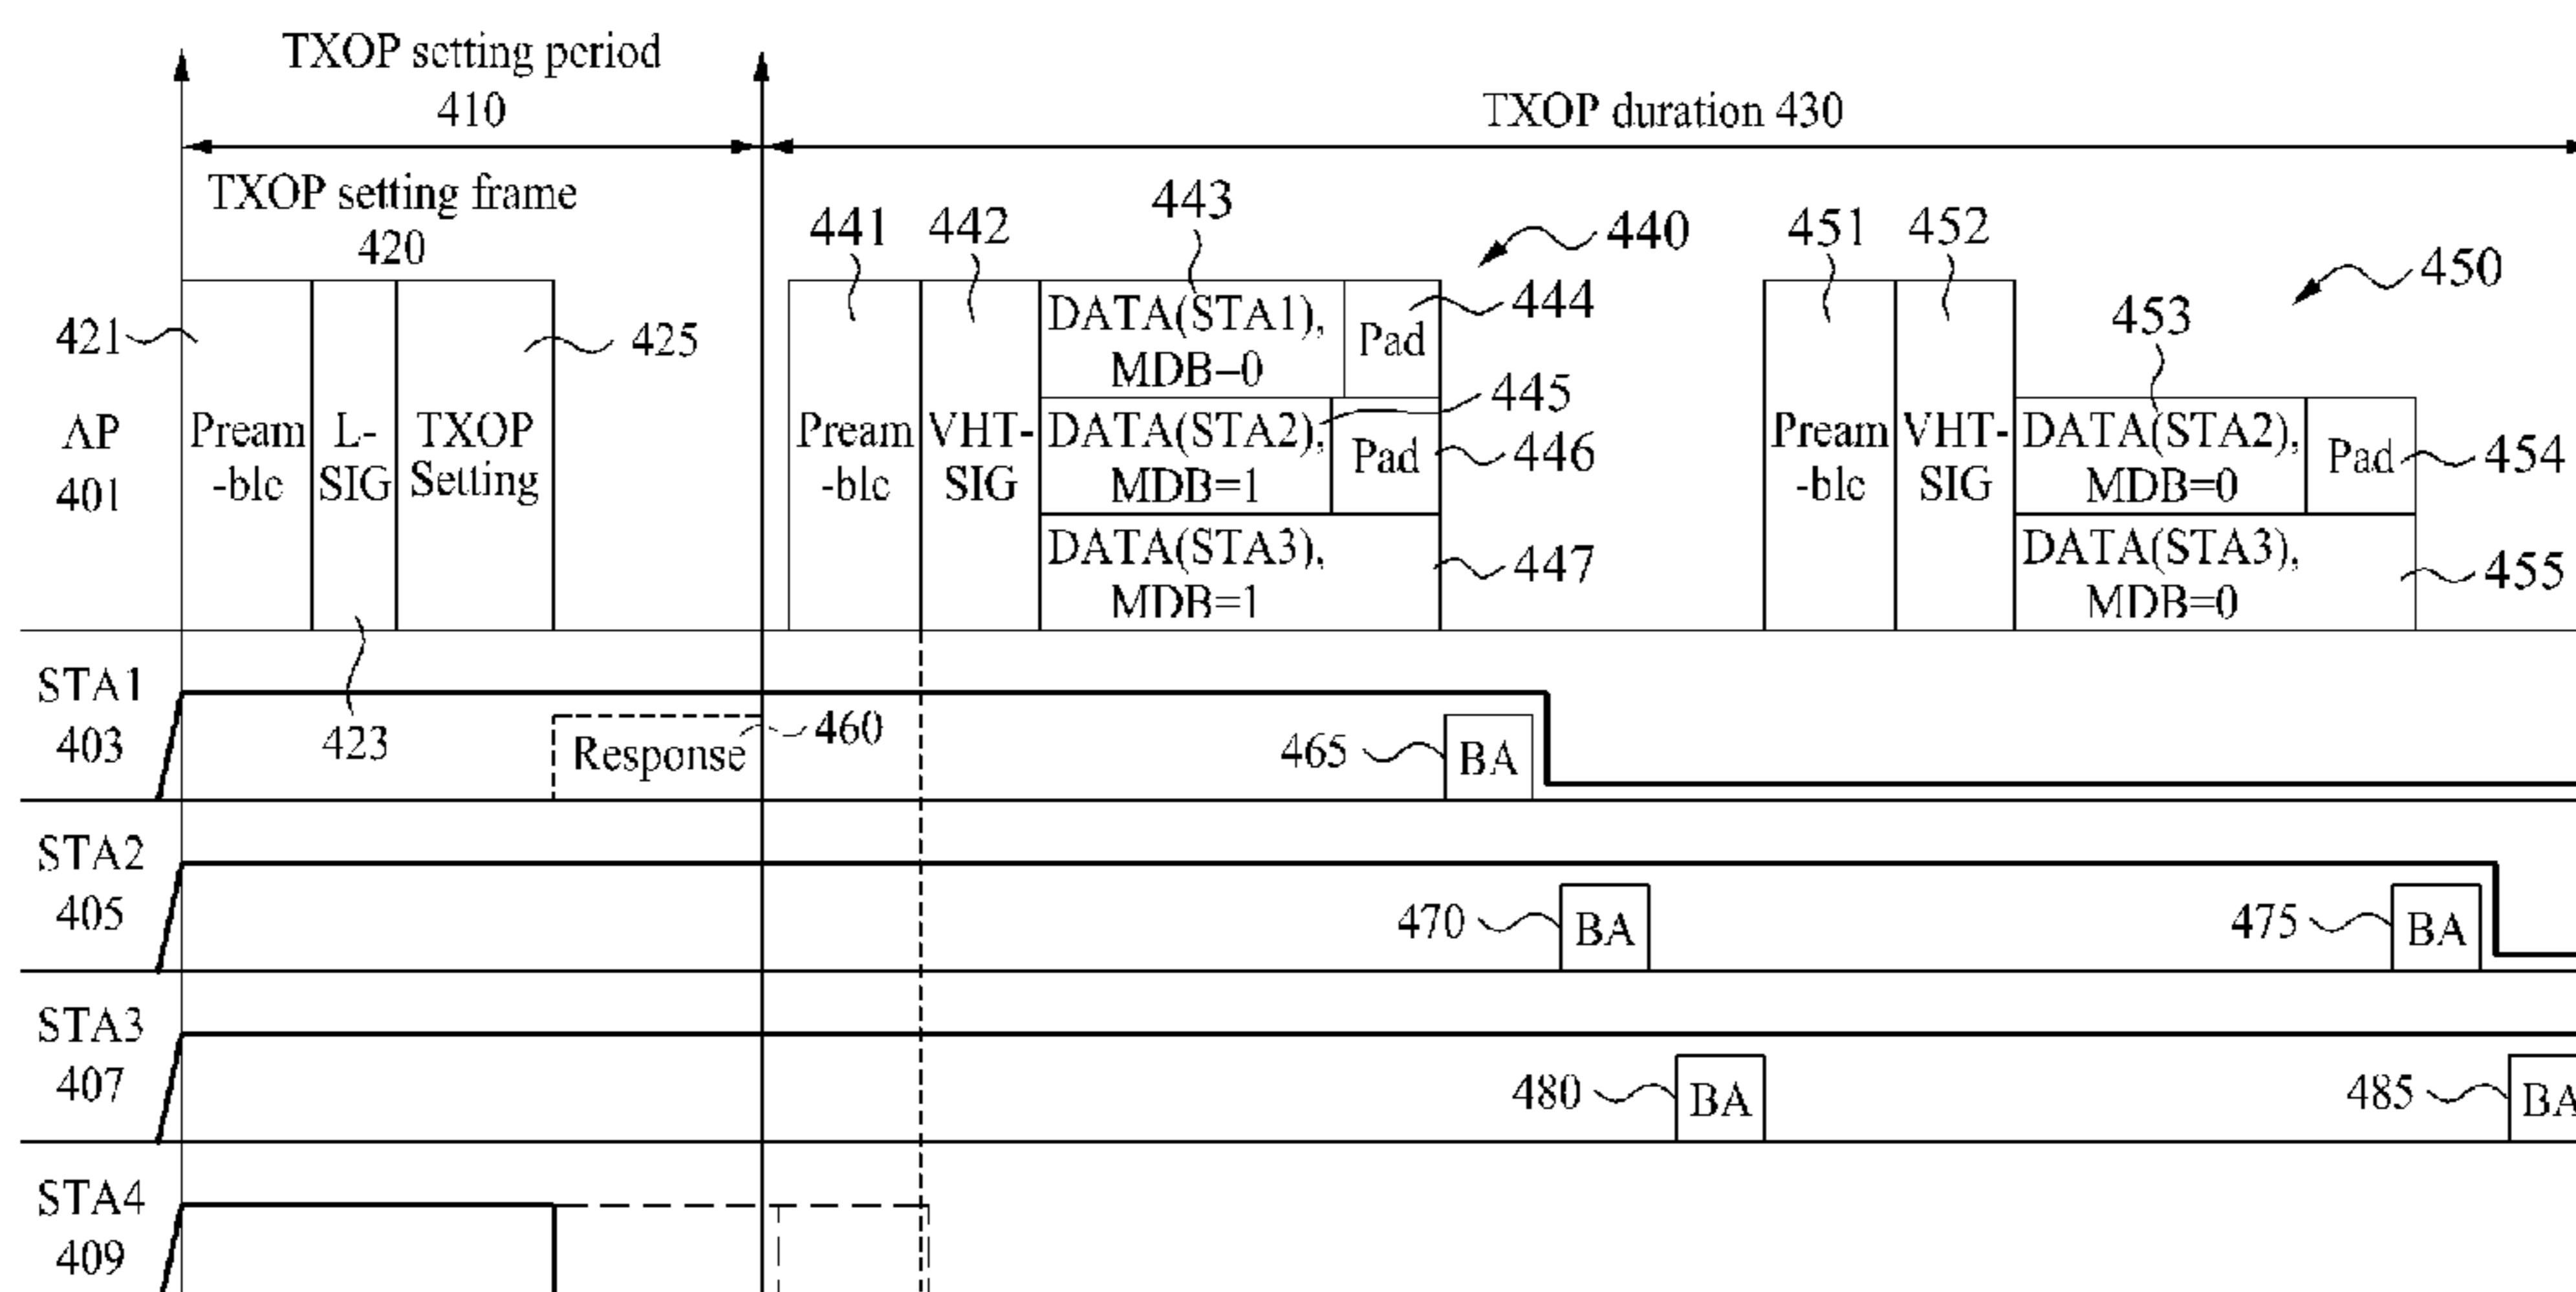 TXOP setting period
410
TXOP duration 430
TXOP setting frame
420
441
442
443
440
451
452
450
421
425
444
453
DATA(STA1),
MDB–0
Pad
445
AP
401
Pream
-ble
L-
SIG
TXOP
Setting
Pream
-ble
VHT-
SIG
DATA(STA2),
MDB=1
Pad
446
Pream
-ble
VHT-
SIG
DATA(STA2),
MDB=0
Pad
454
DATA(STA3),
MDB=1
447
DATA(STA3),
MDB=0
455
STA1
403
423
Response
460
465
BA
STA2
405
470
BA
475
BA
STA3
407
480
BA
485
BA
STA4
409